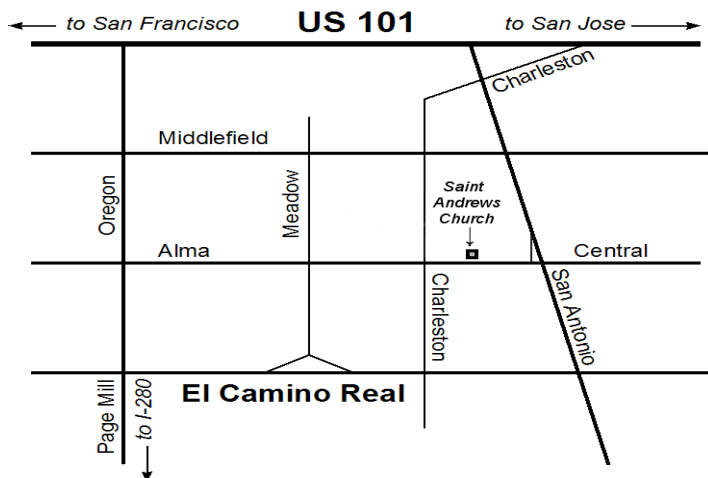 to San Francisco
US 101
to San Jose
Charleston
Middlefield
Oregon
Meadow
Saint
Andrews
Church
Alma
Central
Charleston
San Antonio
El Camino Real
Page Mill
to I-280